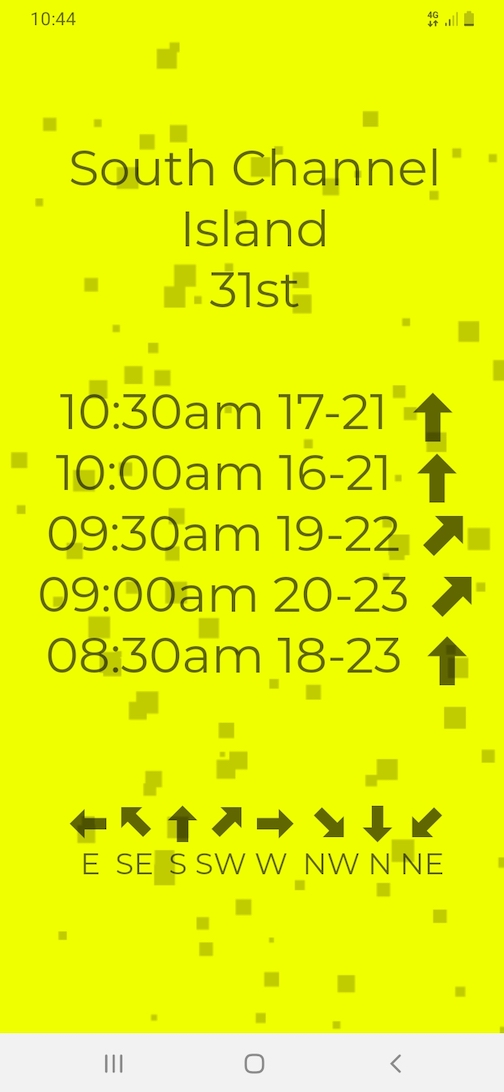 10:44
4G
South Channel
Island
31st
10:30am 17-21
10:00am 16-21
09:30am 19-22
09:00am 20-23
08:30am 18-23
E SE S SW W NW N NE